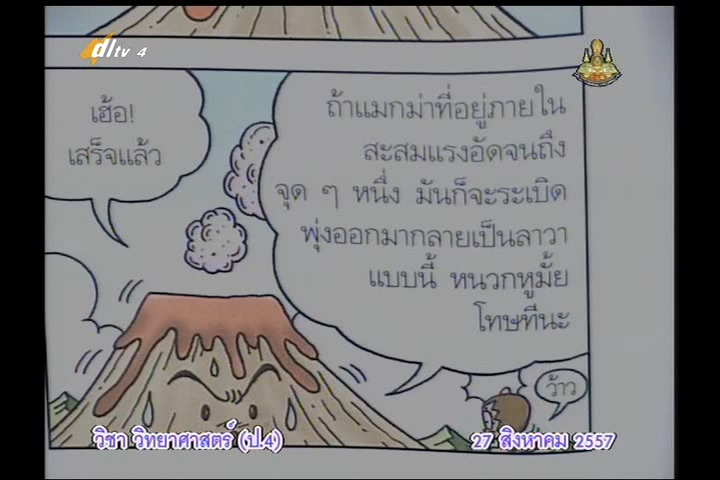 dltv 4
เฮ้อ!
เสร็จแล้ว
ถ้าแมกม่าที่อยู่ภายใน
สะสมแรงอัดจนถึง
จุด ๆ หนึ่ง มันก็จะระเบิด
พุ่งออกมากลายเป็นลาวา
แบบนี้ หนวกหูมั้ย
โทษทีนะ
ว้าว
วิชา วิทยาศาสตร์ (ป.4)
27 สิงหาคม 2557